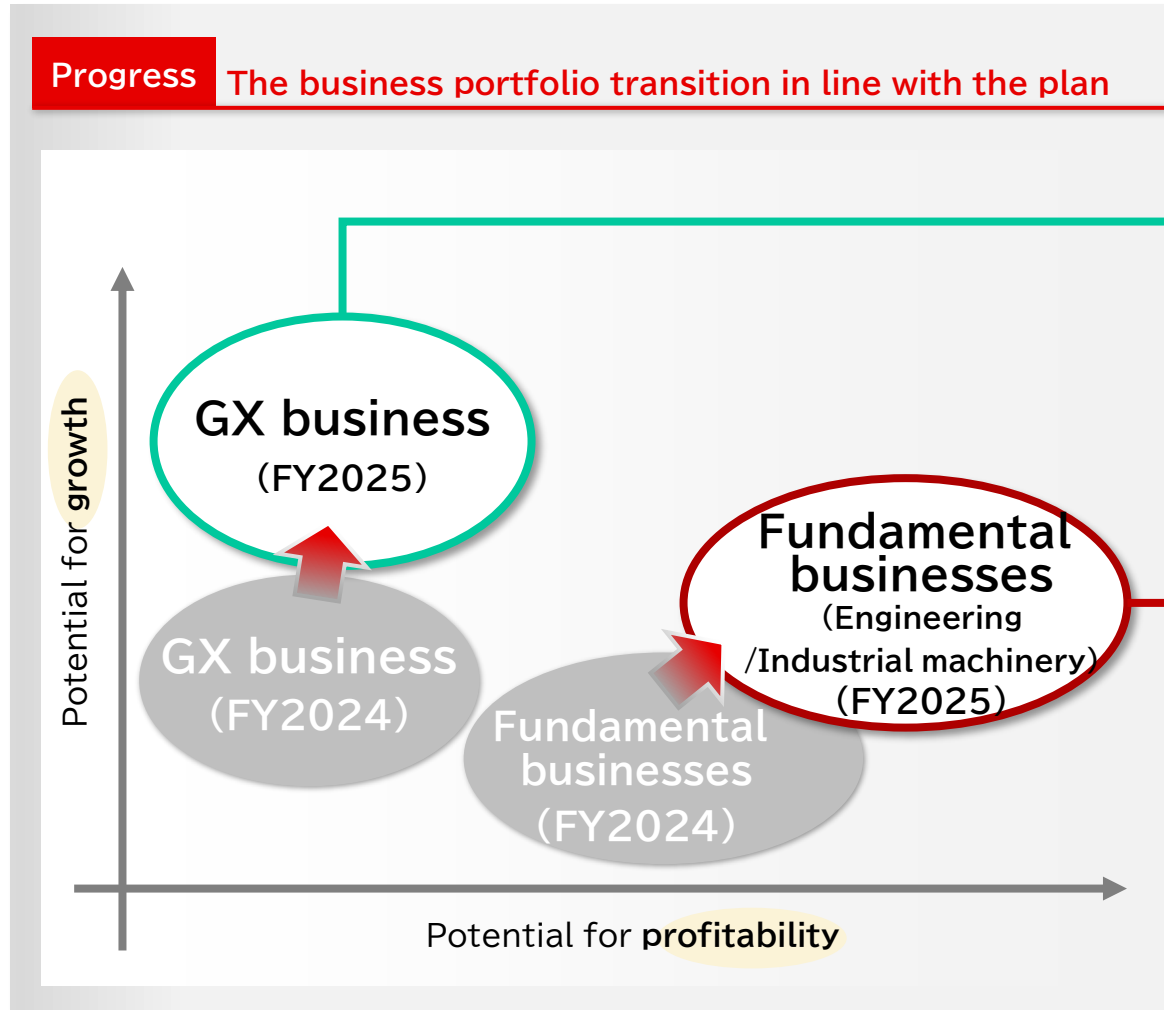 Progress
The business portfolio transition in line with the plan
Potential for growth
GX business
(FY2025)
GX business
(FY2024)
Fundamental
businesses
(Engineering
/Industrial machinery)
(FY2025)
Fundamental
businesses
(FY2024)
Potential for profitability